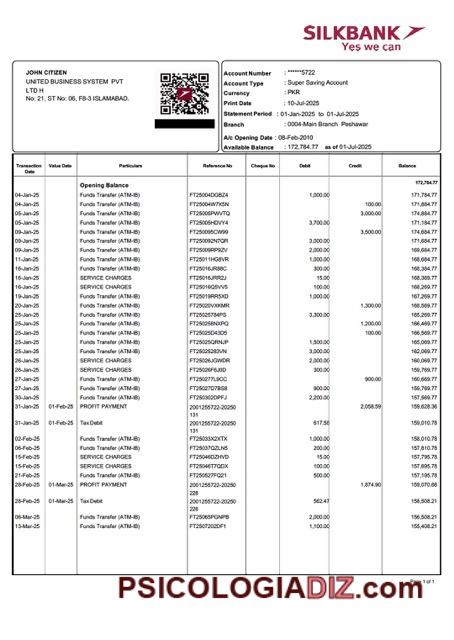 SILKBANK
Yes we can
JOHN CITIZEN
UNITED BUSINESS SYSTEM PVT
LTD H
No: 21, ST No: 06, F8-3 ISLAMABAD.
Account Number : ******5722
Account Type : Super Saving Account
Currency : PKR
Print Date : 10-Jul-2025
Statement Period : 01-Jan-2025 to 01-Jul-2025
Branch : 0004-Main Branch Peshawar
A/c Opening Date : 08-Feb-2010
Available Balance : 172,784.77 as of 01-Jul-2025
Transaction Date Value Date Particulars Reference No Cheque No Debit Credit Balance
Opening Balance 172,784.77
04-Jan-25 Funds Transfer (ATM-IB) FT25004DGBZ4 1,000.00 171,784.77
04-Jan-25 Funds Transfer (ATM-IB) FT25004W7K5N 100.00 171,884.77
05-Jan-25 Funds Transfer (ATM-IB) FT25005PWVTQ 3,000.00 174,884.77
05-Jan-25 Funds Transfer (ATM-IB) FT25005HDVY4 3,700.00 171,184.77
09-Jan-25 Funds Transfer (ATM-IB) FT250095CW99 3,500.00 174,684.77
09-Jan-25 Funds Transfer (ATM-IB) FT250092N7QR 3,000.00 171,684.77
09-Jan-25 Funds Transfer (ATM-IB) FT25009RP9ZV 2,000.00 169,684.77
11-Jan-25 Funds Transfer (ATM-IB) FT25011HG8VR 1,000.00 168,684.77
16-Jan-25 Funds Transfer (ATM-IB) FT25016JR88C 300.00 168,384.77
16-Jan-25 SERVICE CHARGES FT25016JRR2J 15.00 168,369.77
16-Jan-25 SERVICE CHARGES FT25016Q5VV5 100.00 168,269.77
19-Jan-25 Funds Transfer (ATM-IB) FT25019RR5XD 1,000.00 167,269.77
20-Jan-25 Funds Transfer (ATM-IB) FT25020VXKMR 1,300.00 168,569.77
25-Jan-25 Funds Transfer (ATM-IB) FT25025784PS 3,300.00 165,269.77
25-Jan-25 Funds Transfer (ATM-IB) FT250258NXPQ 1,200.00 166,469.77
25-Jan-25 Funds Transfer (ATM-IB) FT25025D43D5 100.00 166,569.77
25-Jan-25 Funds Transfer (ATM-IB) FT25025QRNJP 1,500.00 165,069.77
26-Jan-25 Funds Transfer (ATM-IB) FT25025283VN 3,000.00 162,069.77
26-Jan-25 SERVICE CHARGES FT25026JGWDR 2,000.00 160,069.77
26-Jan-25 SERVICE CHARGES FT25026F6J0D 300.00 159,769.77
27-Jan-25 Funds Transfer (ATM-IB) FT250277L9CC 900.00 160,669.77
27-Jan-25 Funds Transfer (ATM-IB) FT25027D7BS8 900.00 159,769.77
30-Jan-25 Funds Transfer (ATM-IB) FT250302DPFJ 2,200.00 157,569.77
31-Jan-25 01-Feb-25 PROFIT PAYMENT 2001255722-20250 2,058.59 159,628.36
131
31-Jan-25 01-Feb-25 Tax Debit 2001255722-20250 617.58 159,010.78
131
02-Feb-25 Funds Transfer (ATM-IB) FT25033X2XTX 1,000.00 158,010.78
06-Feb-25 Funds Transfer (ATM-IB) FT25037QZLN5 200.00 157,810.78
15-Feb-25 SERVICE CHARGES FT25046DZHYD 15.00 157,795.78
15-Feb-25 SERVICE CHARGES FT25046T7QDX 100.00 157,695.78
21-Feb-25 Funds Transfer (ATM-IB) FT250527FQ21 500.00 157,195.78
28-Feb-25 01-Mar-25 PROFIT PAYMENT 2001255722-20250 1,874.90 159,070.68
228
28-Feb-25 01-Mar-25 Tax Debit 2001255722-20250 562.47 158,508.21
228
06-Mar-25 Funds Transfer (ATM-IB) FT25065PGNPB 2,000.00 156,508.21
13-Mar-25 Funds Transfer (ATM-IB) FT2507202DF1 1,100.00 155,408.21
Page 1 of 1
PSICOLOGIADIZ.com